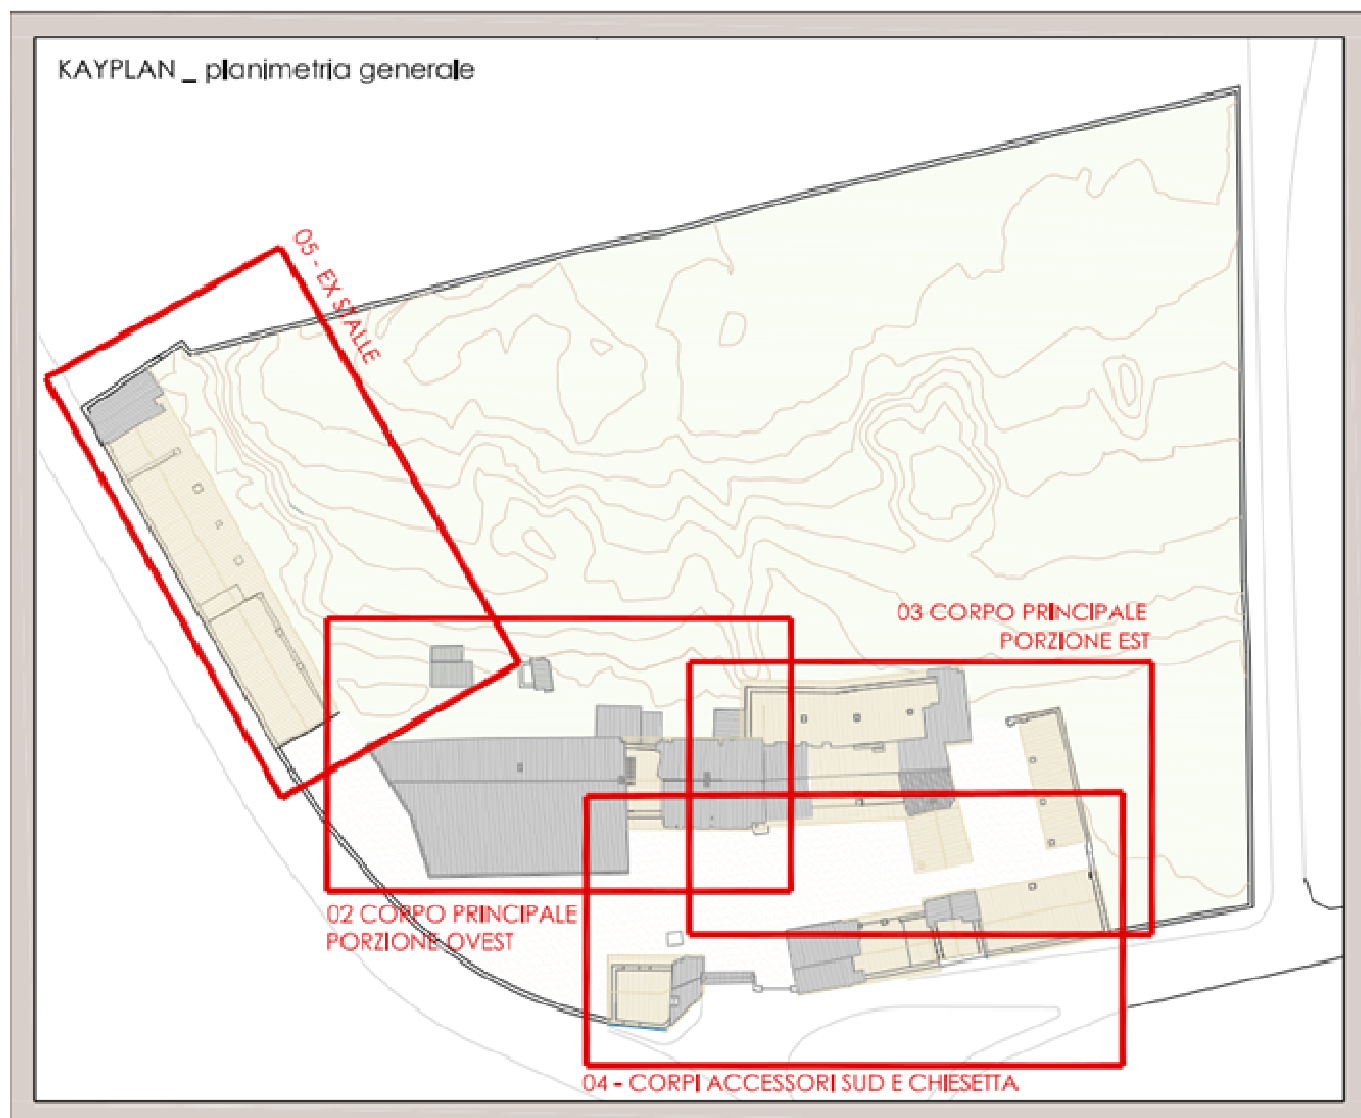 KAYPLAN _ planimetria generale
05 - EX STALLE
03 CORPO PRINCIPALE
PORZIONE EST
02 CORPO PRINCIPALE
PORZIONE OVEST
04 - CORPI ACCESSORI SUD E CHIESETTA